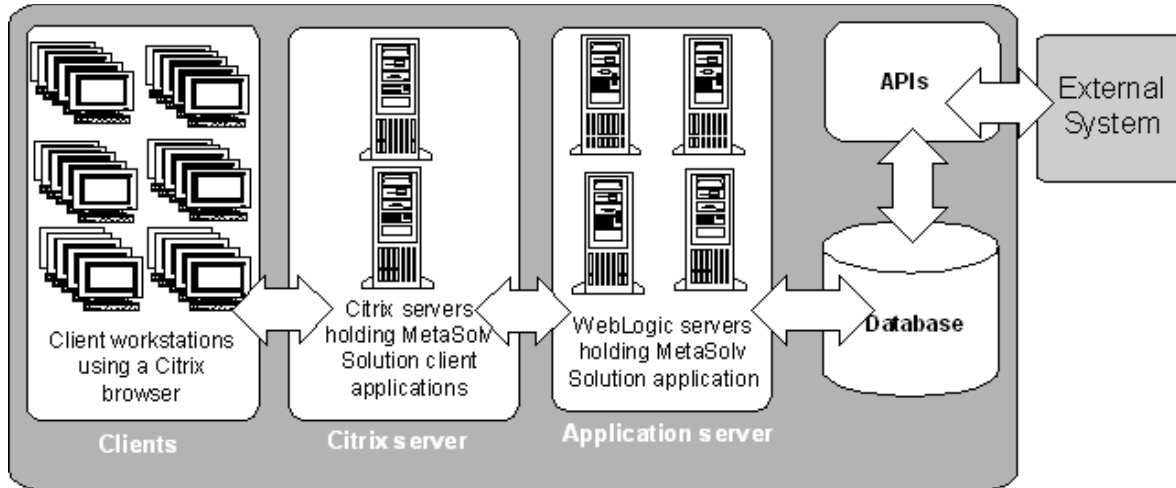 Client workstations
using a Citrix
browser
Clients
Citrix servers
holding MetaSolv
Solution client
applications
Citrix server
WebLogic servers
holding MetaSolv
Solution application
Application server
APIs
Database
External
System